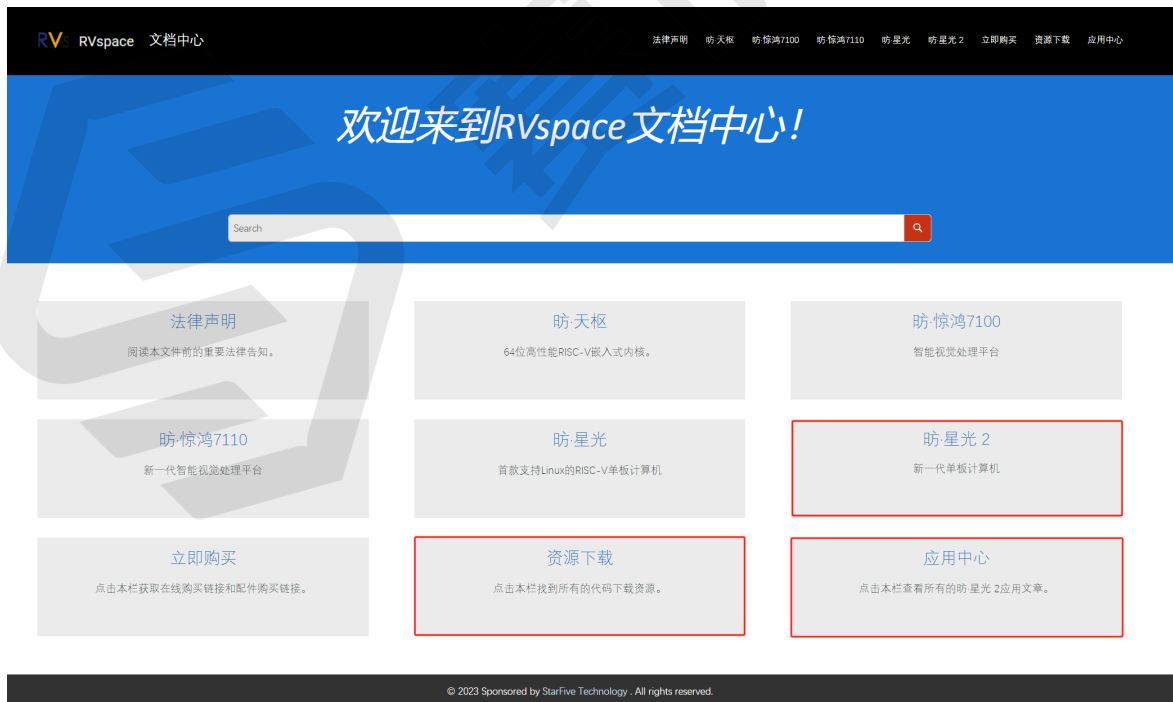 RVs RVspace 文档中心 法律声明 昉·天枢 昉·惊鸿7100 昉·惊鸿7110 昉·星光 昉·星光 2 立即购买 资源下载 应用中心
欢迎来到RVspace文档中心！
Search
法律声明
阅读本文件前的重要法律告知。
昉·天枢
64位高性能RISC-V嵌入式内核。
昉·惊鸿7100
智能视觉处理平台
昉·惊鸿7110
新一代智能视觉处理平台
昉·星光
首款支持Linux的RISC-V单板计算机
昉·星光 2
新一代单板计算机
立即购买
点击本栏获取在线购买链接和配件购买链接。
资源下载
点击本栏找到所有的代码下载资源。
应用中心
点击本栏查看所有的昉·星光 2应用文章。
© 2023 Sponsored by StarFive Technology . All rights reserved.